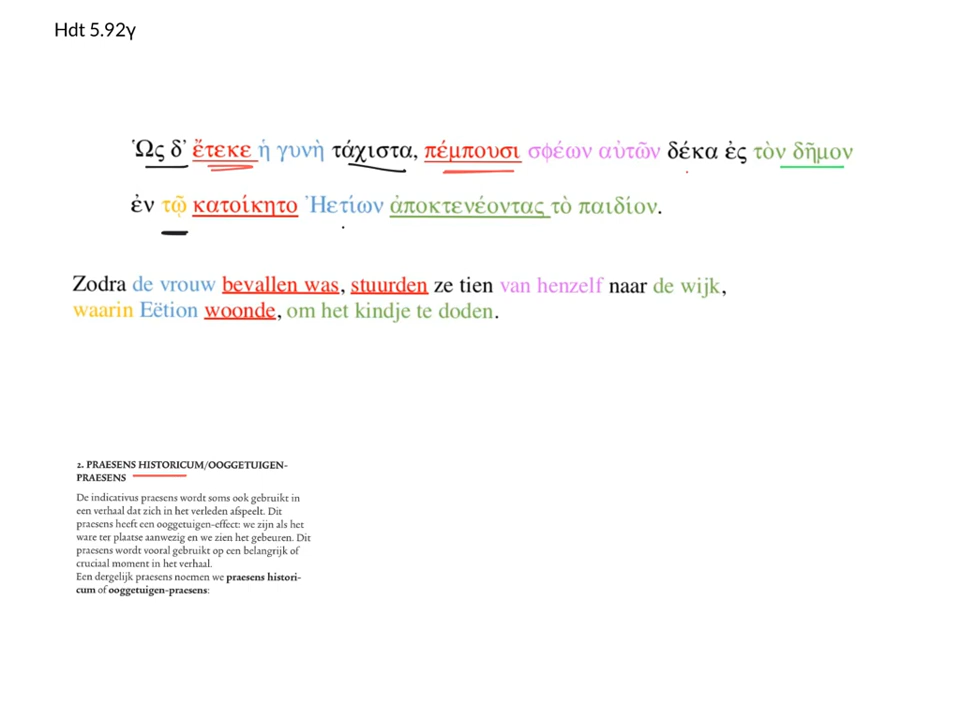 Hdt 5.92γ
Ὡς δ’ ἔτεκε ἡ γυνὴ τάχιστα, πέμπουσι σφέων αὐτῶν δέκα ἐς τὸν δῆμον
ἐν τῷ κατοίκητο Ἠετίων ἀποκτενέοντας τὸ παιδίον.
Zodra de vrouw bevallen was, stuurden ze tien van henzelf naar de wijk,
waarin Eëtion woonde, om het kindje te doden.
2. PRAESENS HISTORICUM/OOGGETUIGEN-
PRAESENS
De indicativus praesens wordt soms ook gebruikt in
een verhaal dat zich in het verleden afspeelt. Dit
praesens heeft een ooggetuigen-effect: we zijn als het
ware ter plaatse aanwezig en we zien het gebeuren. Dit
praesens wordt vooral gebruikt op een belangrijk of
cruciaal moment in het verhaal.
Een dergelijk praesens noemen we praesens histori-
cum of ooggetuigen-praesens: